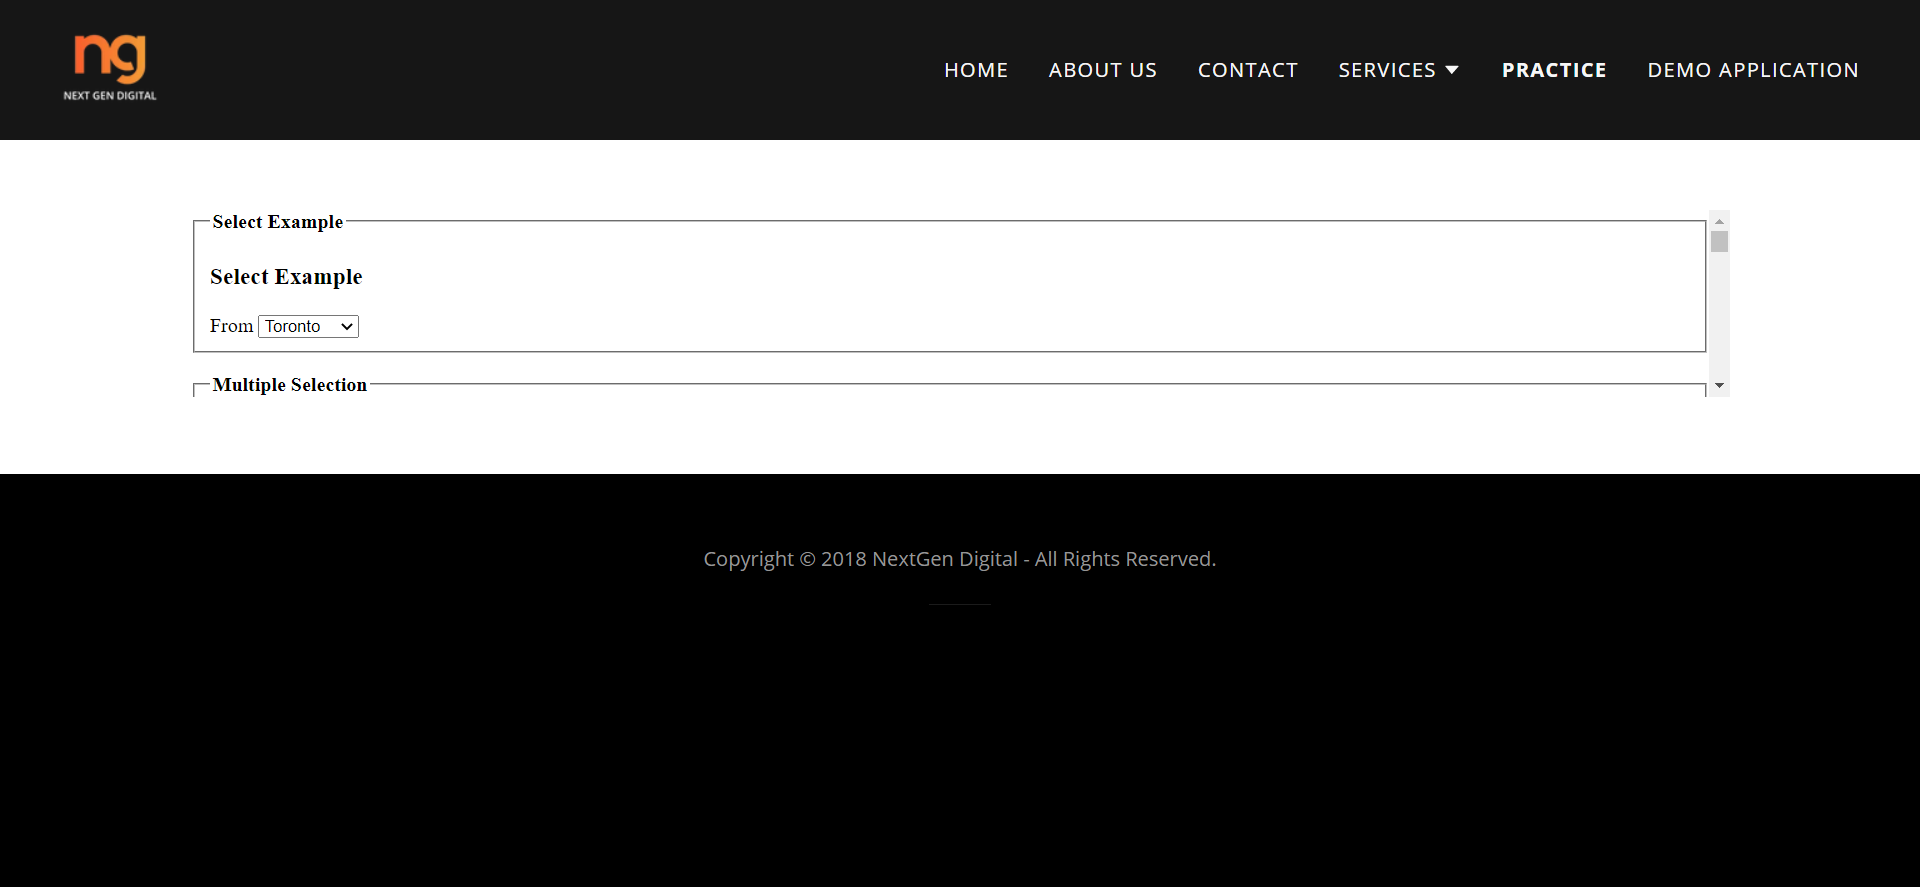 ng
NEXT GEN DIGITAL
HOME ABOUT US CONTACT SERVICES PRACTICE DEMO APPLICATION
Select Example
Select Example
From Toronto
Multiple Selection
Copyright © 2018 NextGen Digital - All Rights Reserved.